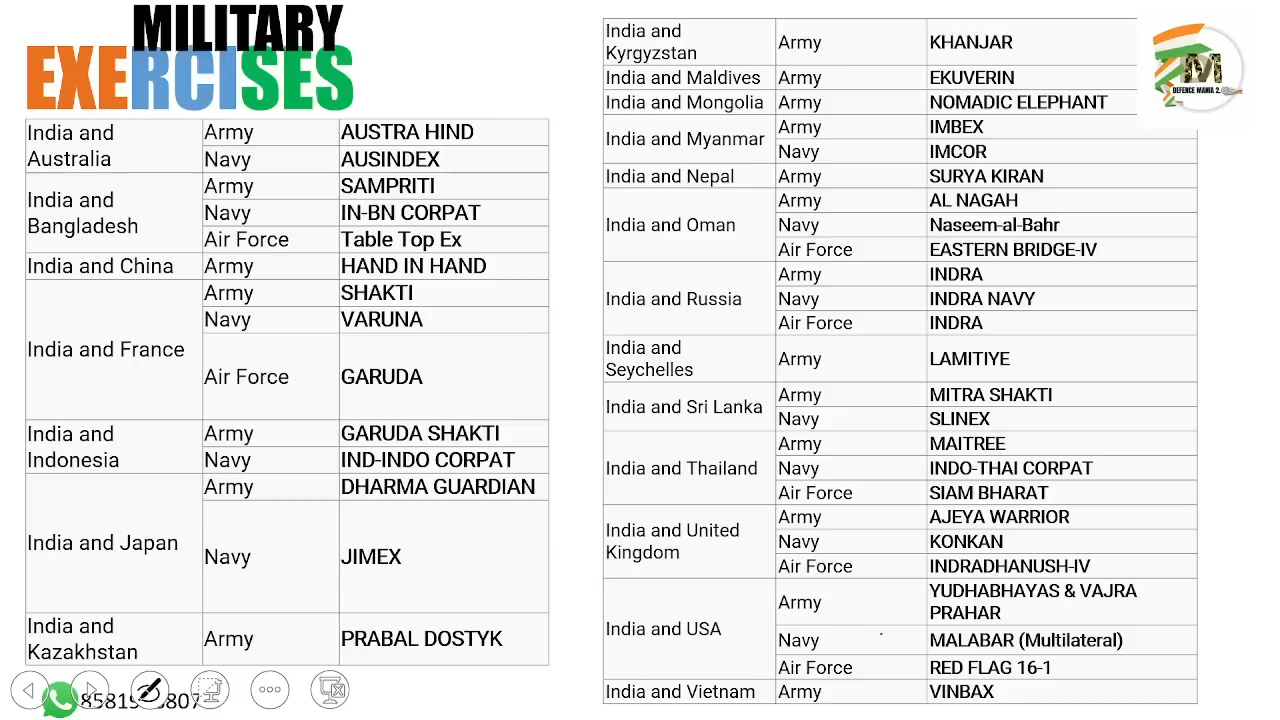 MILITARY
EXERCISES
India and
Australia
Army AUSTRA HIND
Navy AUSINDEX
India and
Bangladesh
Army SAMPRITI
Navy IN-BN CORPAT
Air Force Table Top Ex
India and China Army HAND IN HAND
India and France
Army SHAKTI
Navy VARUNA
Air Force GARUDA
India and
Indonesia
Army GARUDA SHAKTI
Navy IND-INDO CORPAT
India and Japan
Army DHARMA GUARDIAN
Navy JIMEX
India and
Kazakhstan
Army PRABAL DOSTYK
India and
Kyrgyzstan
Army KHANJAR
India and Maldives Army EKUVERIN
India and Mongolia Army NOMADIC ELEPHANT
India and Myanmar
Army IMBEX
Navy IMCOR
India and Nepal Army SURYA KIRAN
India and Oman
Army AL NAGAH
Navy Naseem-al-Bahr
Air Force EASTERN BRIDGE-IV
India and Russia
Army INDRA
Navy INDRA NAVY
Air Force INDRA
India and
Seychelles
Army LAMITIYE
India and Sri Lanka
Army MITRA SHAKTI
Navy SLINEX
India and Thailand
Army MAITREE
Navy INDO-THAI CORPAT
Air Force SIAM BHARAT
India and United
Kingdom
Army AJEYA WARRIOR
Navy KONKAN
Air Force INDRADHANUSH-IV
India and USA
Army YUDHABHAYAS & VAJRA
PRAHAR
Navy MALABAR (Multilateral)
Air Force RED FLAG 16-1
India and Vietnam Army VINBAX
M
DEFENCE MANIA 2.